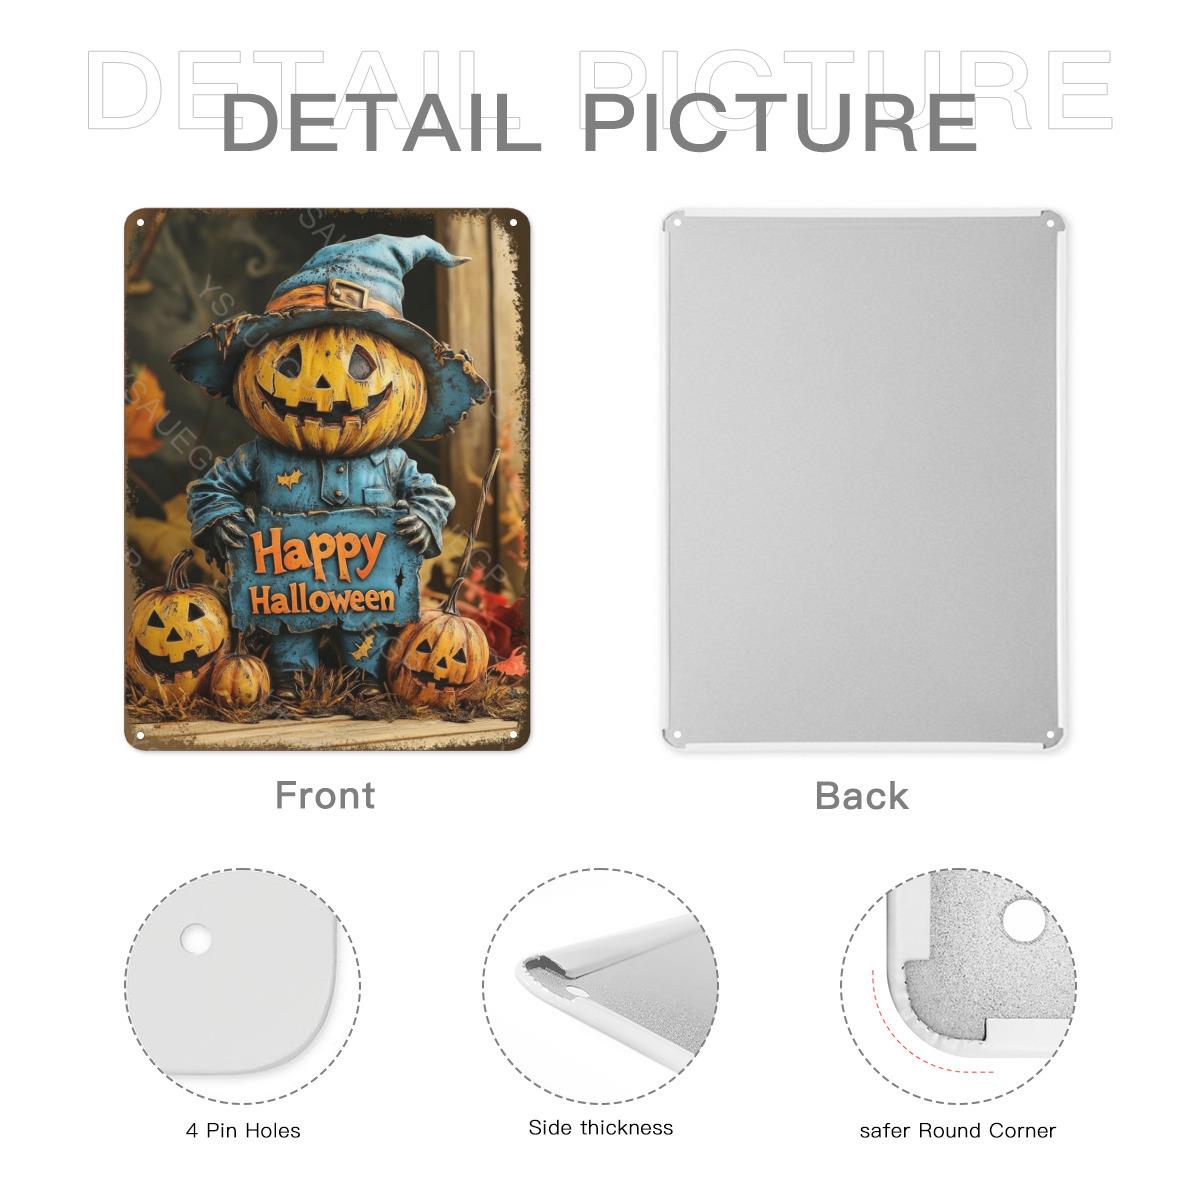 DETAIL PICTURE
DETAIL PICTURE
Happy
Halloween
Front
Back
4 Pin Holes
Side thickness
safer Round Corner